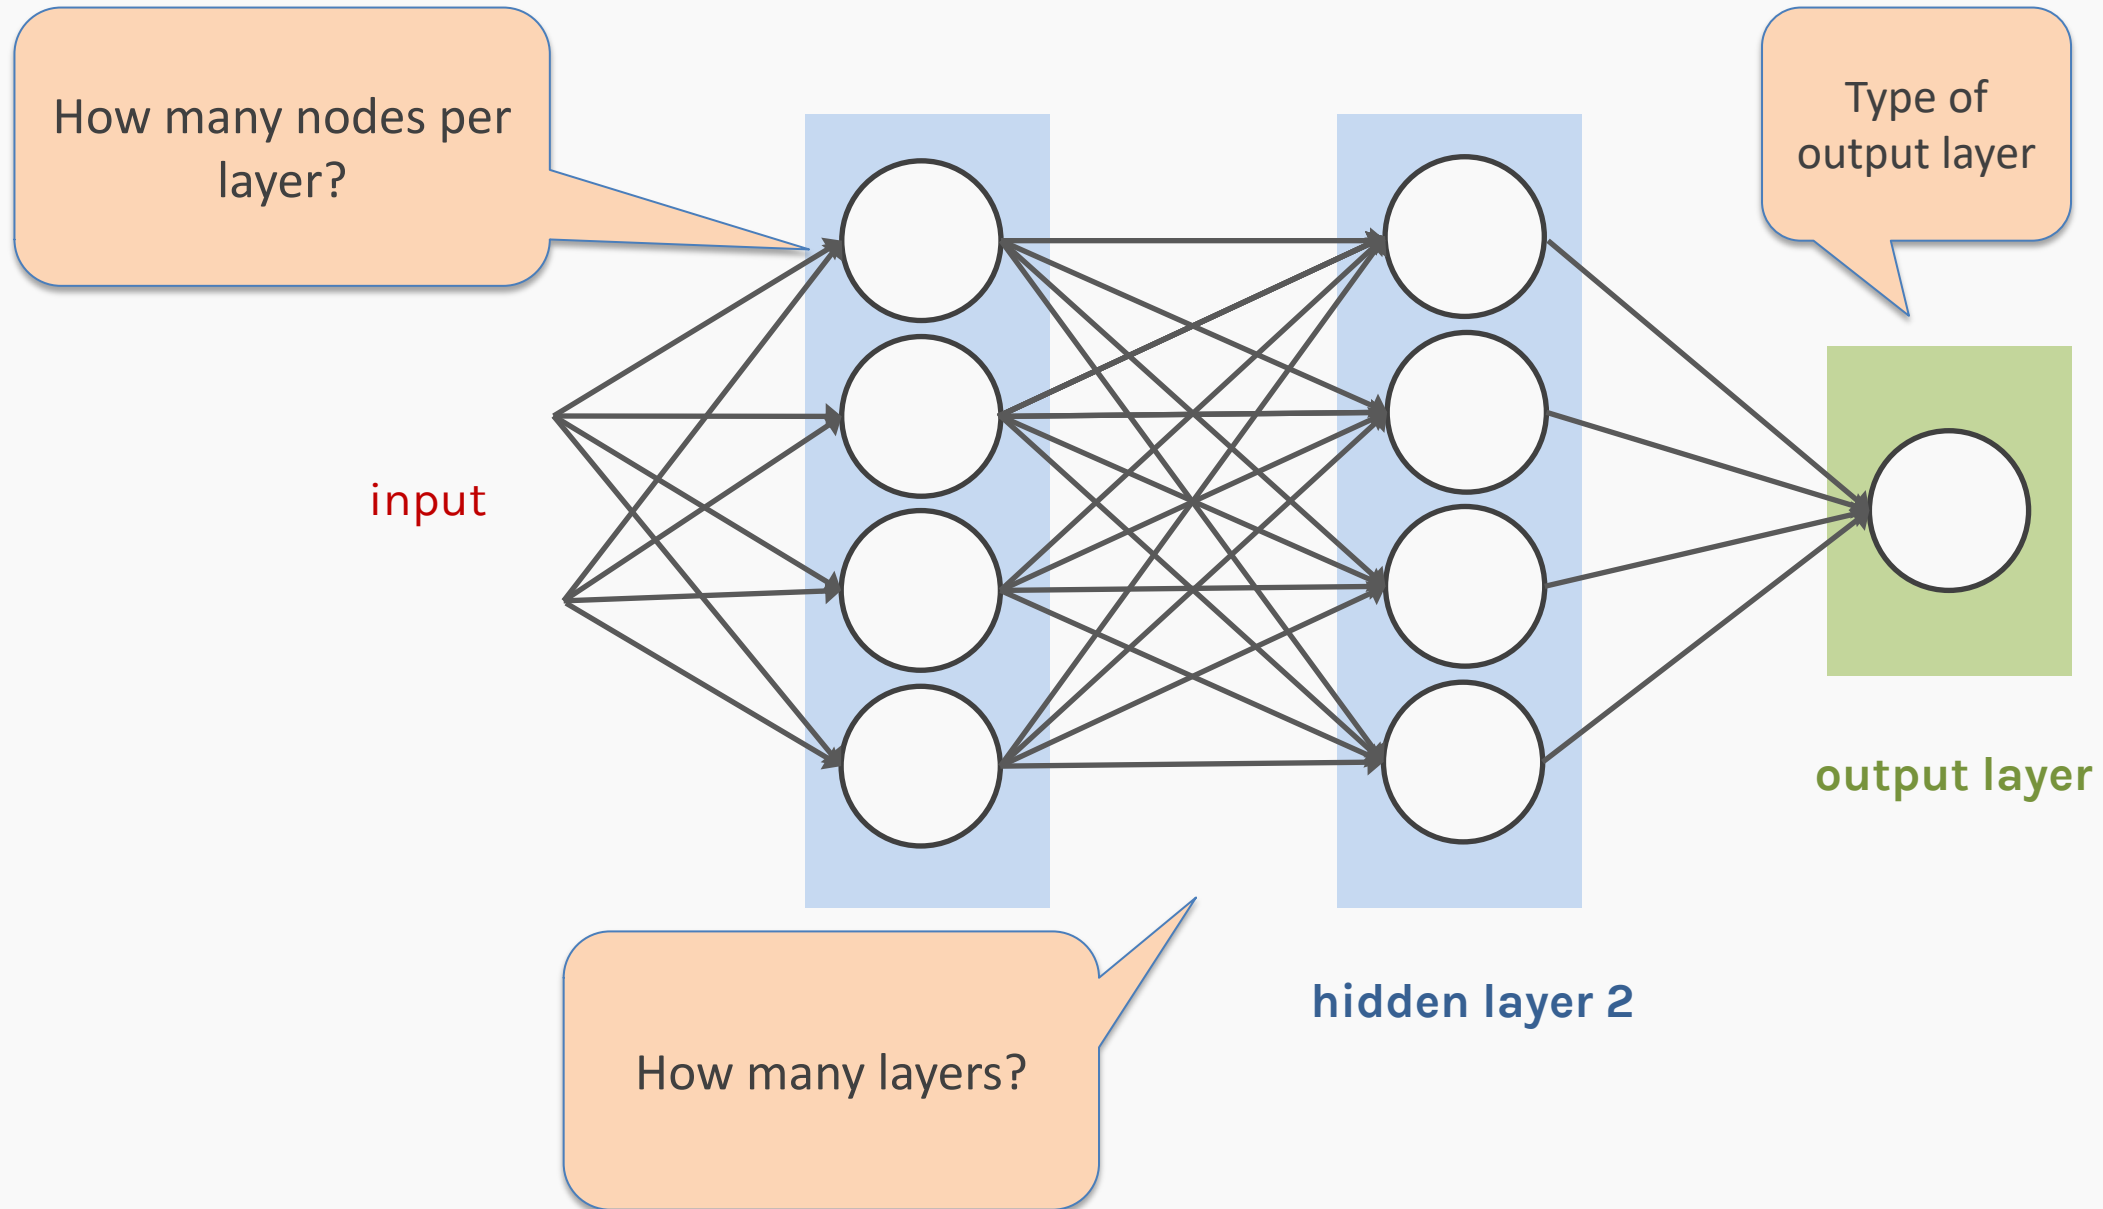 How many nodes per
layer?
Type of
output layer
input
output layer
hidden layer 2
How many layers?